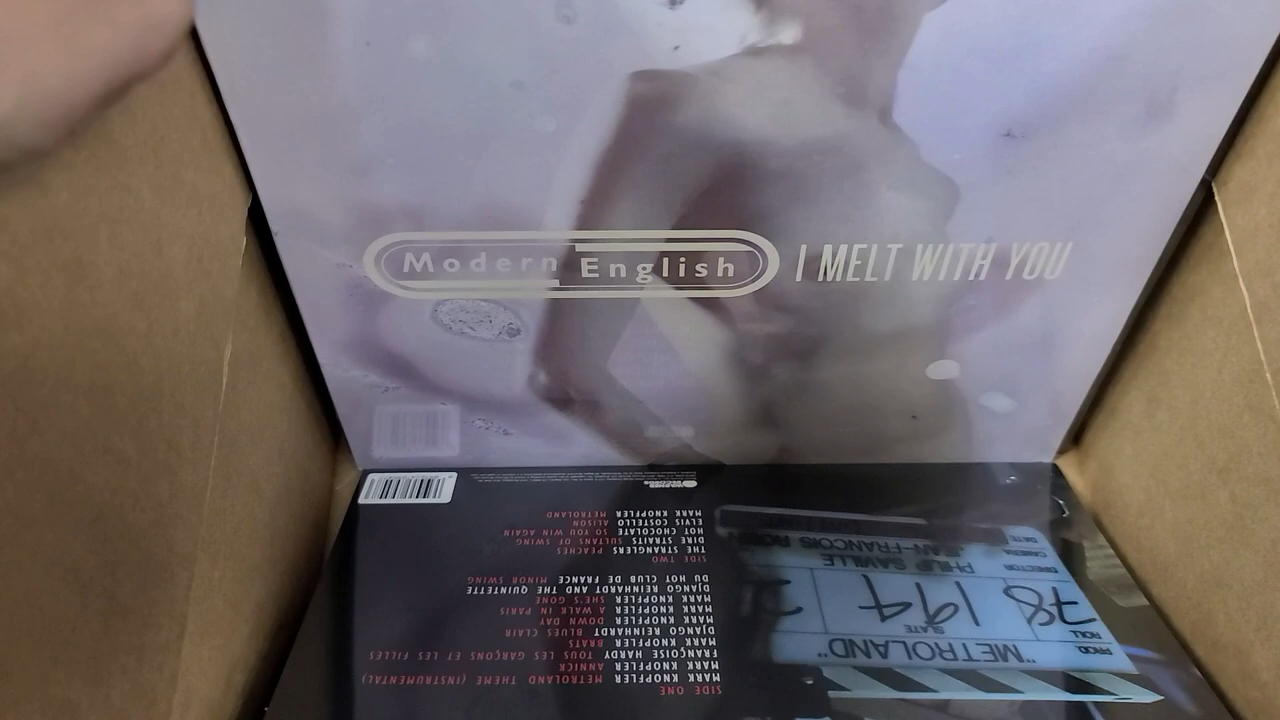 Modern English I MELT WITH YOU
SIDE ONE
MARK KNOPFLER METROLAND THEME (INSTRUMENTAL)
MARK KNOPFLER ANNICK
FRANÇOISE HARDY TOUS LES GARÇONS ET LES FILLES
MARK KNOPFLER BRATS
DJANGO REINHARDT BLUES CLAIR
MARK KNOPFLER DOWN DAY
MARK KNOPFLER A WALK IN PARIS
MARK KNOPFLER SHE'S GONE
DJANGO REINHARDT AND THE QUINTETTE
DU HOT CLUB DE FRANCE MINOR SWING
SIDE TWO
THE STRANGLERS PEACHES
DIRE STRAITS SULTANS OF SWING
HOT CHOCOLATE SO YOU WIN AGAIN
ELVIS COSTELLO ALISON
MARK KNOPFLER METROLAND
PROD. "METROLAND"
ROLL SLATE
78 194 2
DIRECTOR PHILIP SAVILLE
CAMERA JEAN-FRANÇOIS
DATE